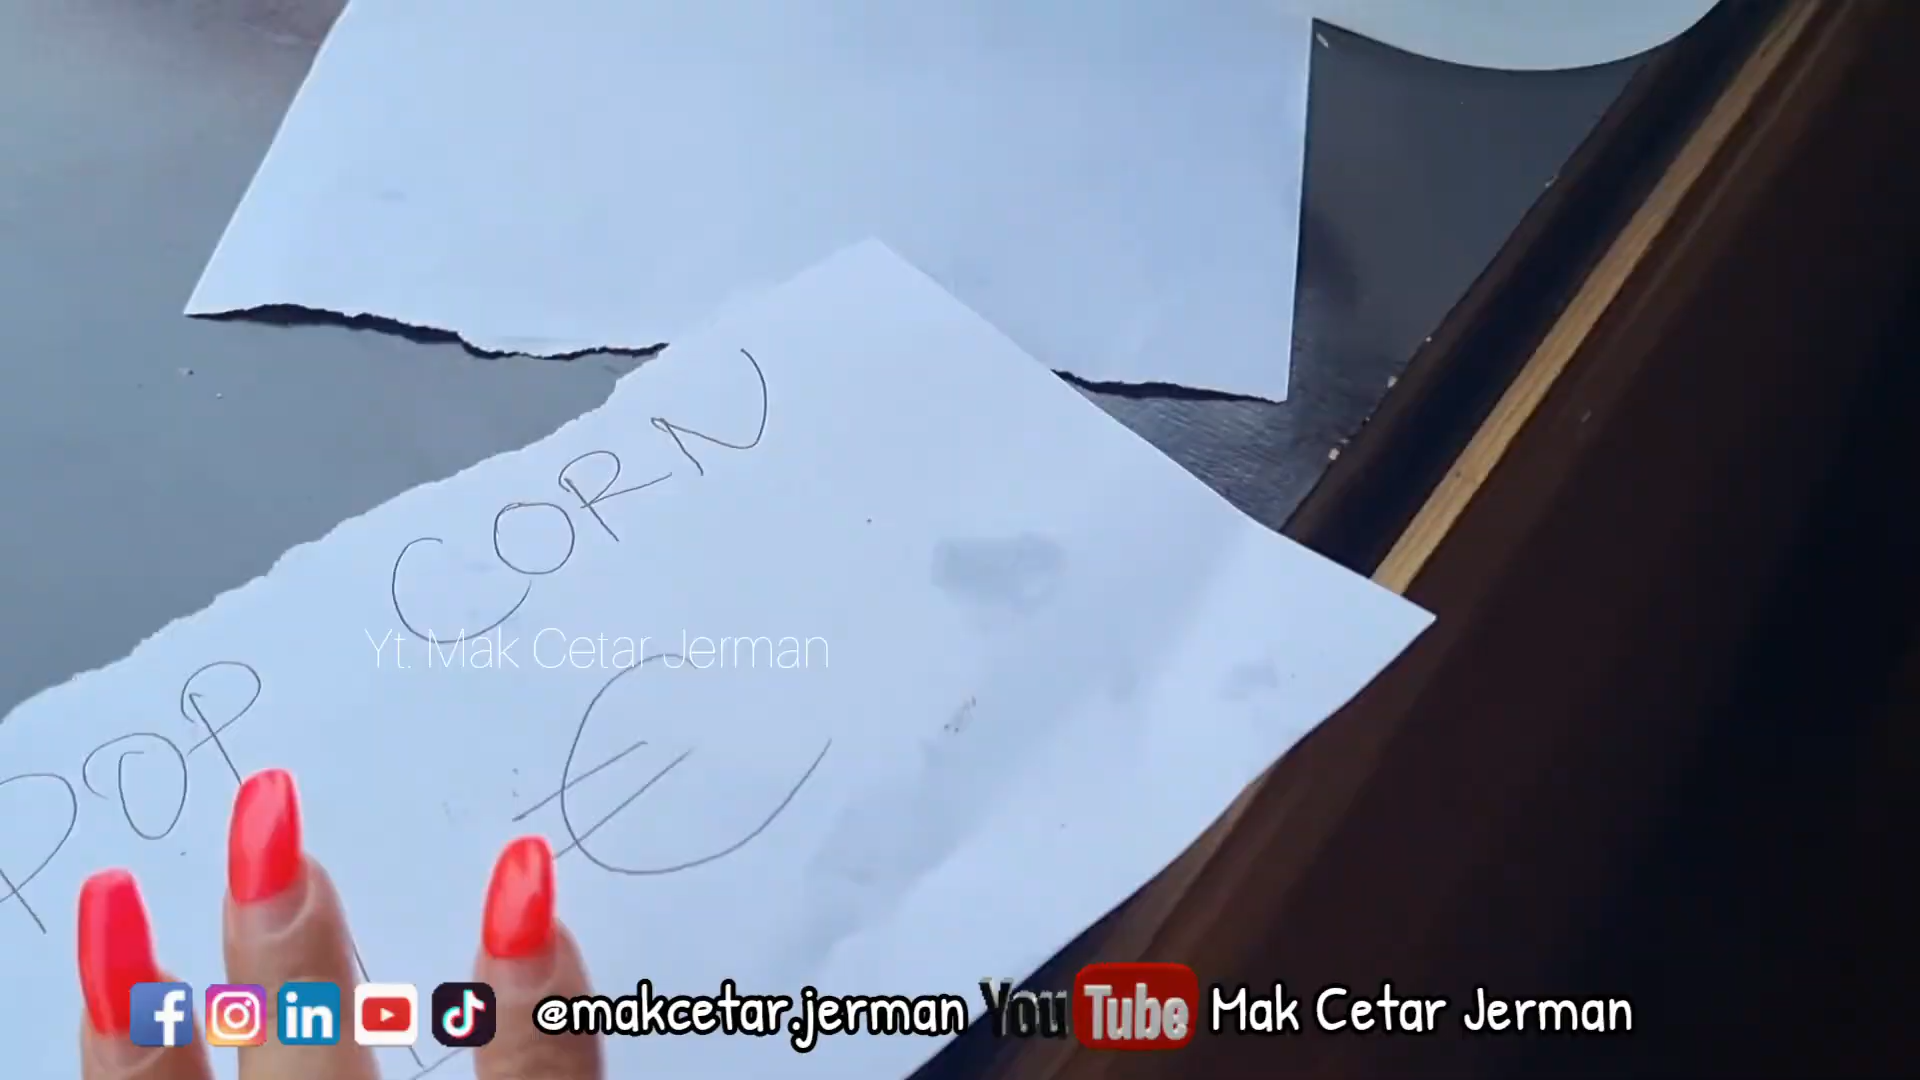 POP CORN
€
Yt. Mak Cetar Jerman
@makcetar.jerman YouTube Mak Cetar Jerman